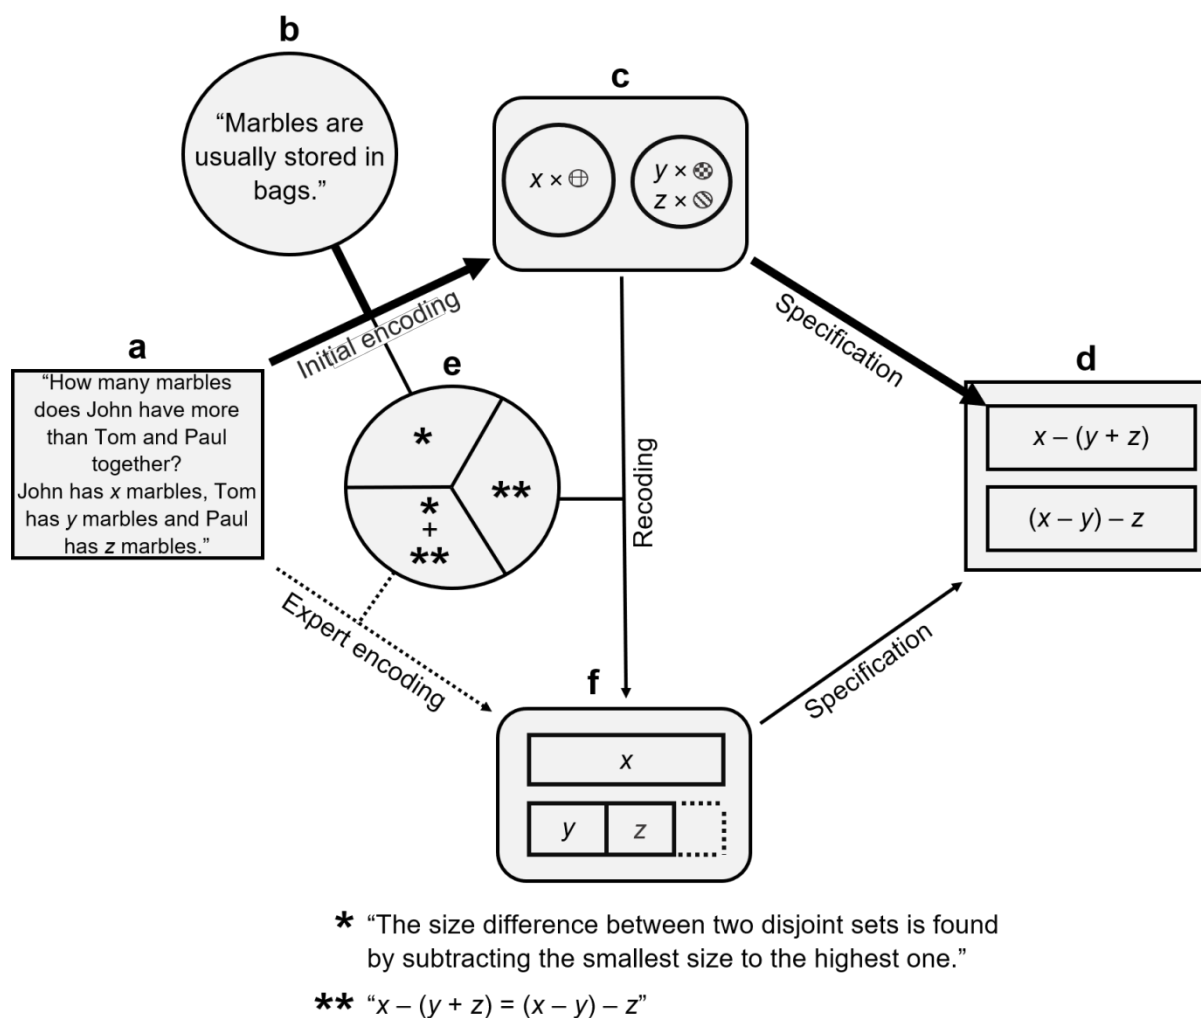 b
“Marbles are
usually stored in
bags.”
c
x ×
y ×
z ×
Initial encoding
Specification
a
“How many marbles
does John have more
than Tom and Paul
together?
John has x marbles, Tom
has y marbles and Paul
has z marbles.”
e
*
**
*
+
**
Recoding
d
x – (y + z)
(x – y) – z
Expert encoding
Specification
f
x
y z
* “The size difference between two disjoint sets is found
by subtracting the smallest size to the highest one.”
** “x – (y + z) = (x – y) – z”